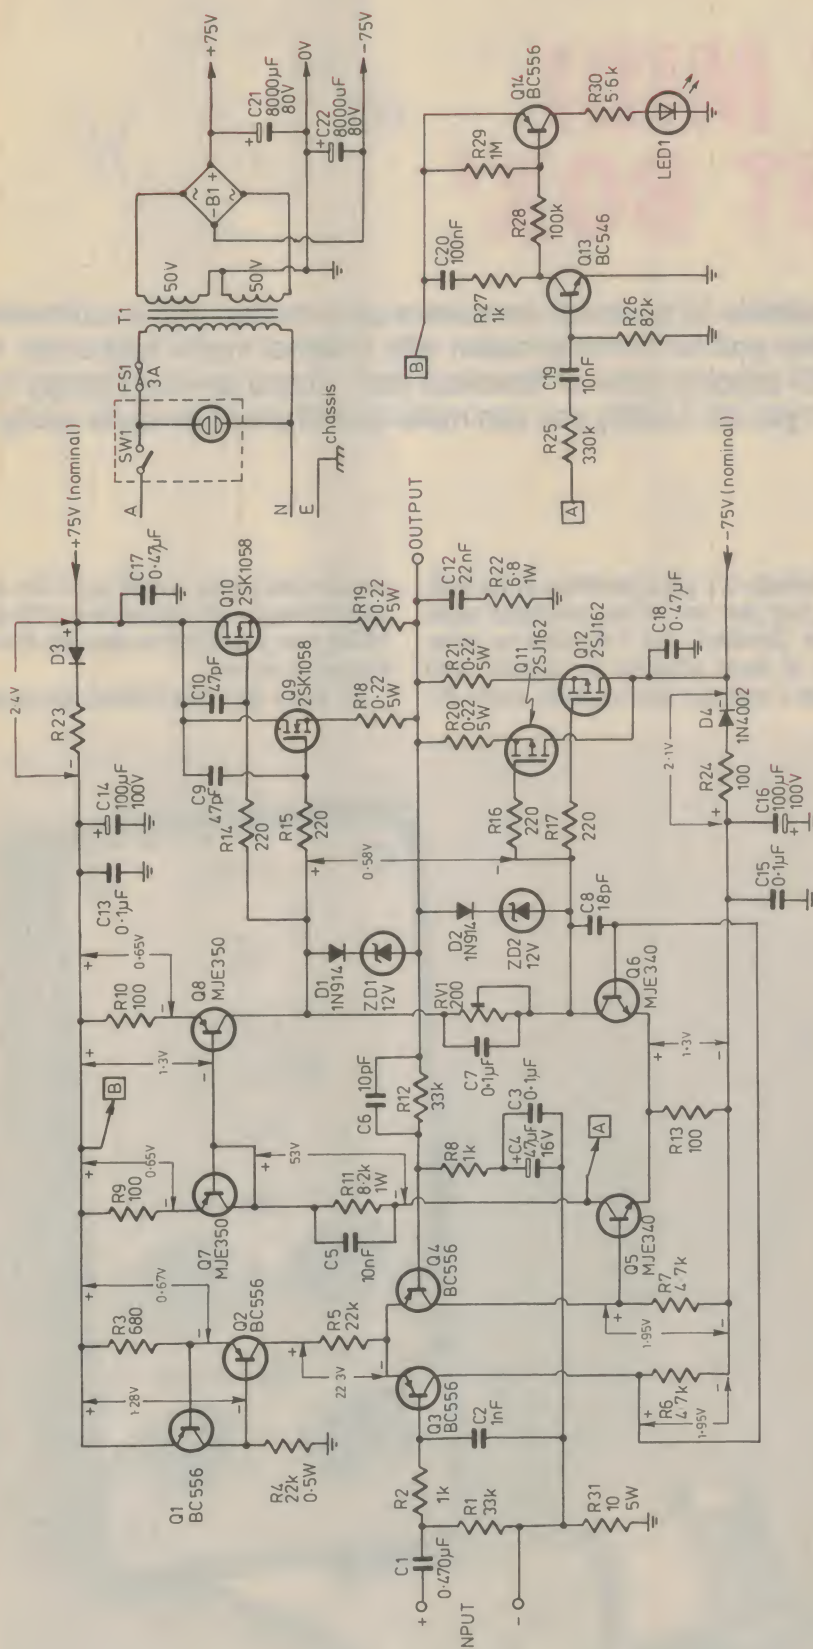 Q1
BC556
1·28V
+
-
R3
680
0·67V
+
-
Q2
BC556
R4
22k
0·5W
R5
22k
+
22·3V
-
R9
100
0·65V
+
-
B
Q7
MJE350
1·3V
+
-
R10
100
0·65V
+
-
Q8
MJE350
C13
0·1µF
C14
100µF
100V
+
R23
D3
2·4V
-
+
+75V (nominal)
C17
0·47µF
Q10
2SK1058
C10
47pF
Q9
2SK1058
C9
47pF
R14
220
R15
220
R19
0·22
5W
R18
0·22
5W
+
53V
-
C5
10nF
R11
8·2k
1W
D1
1N914
ZD1
12V
+
0·58V
-
OUTPUT
C6
10pF
R12
33k
Q3
BC556
Q4
BC556
NPUT
+
-
C1
0·470µF
R2
1k
R1
33k
C2
1nF
R31
10
5W
R8
1k
+C4
47µF
16V
C3
0·1µF
C7
0·1µF
RV1
200
D2
1N914
ZD2
12V
R16
220
R17
220
R20
0·22
5W
R21
0·22
5W
C12
22nF
R22
6·8
1W
Q11
2SJ162
Q12
2SJ162
C18
0·47µF
C8
18pF
Q6
MJE340
A
Q5
MJE340
+
1·3V
-
R13
100
R7
4·7k
+
1·95V
-
R6
4·7k
+
1·95V
-
C15
0·1µF
C16
100µF
100V
+
R24
100
D4
1N4002
+
2·1V
-
-75V (nominal)
A
N
E
chassis
SW1
FS1
3A
T1
50V
50V
-B1+
~
~
C21
8000µF
80V
+
+C22
8000uF
80V
+75V
0V
-75V
B
A
R25
330k
C19
10nF
R26
82k
C20
100nF
R27
1k
Q13
BC546
R28
100k
R29
1M
Q14
BC556
R30
5·6k
LED1